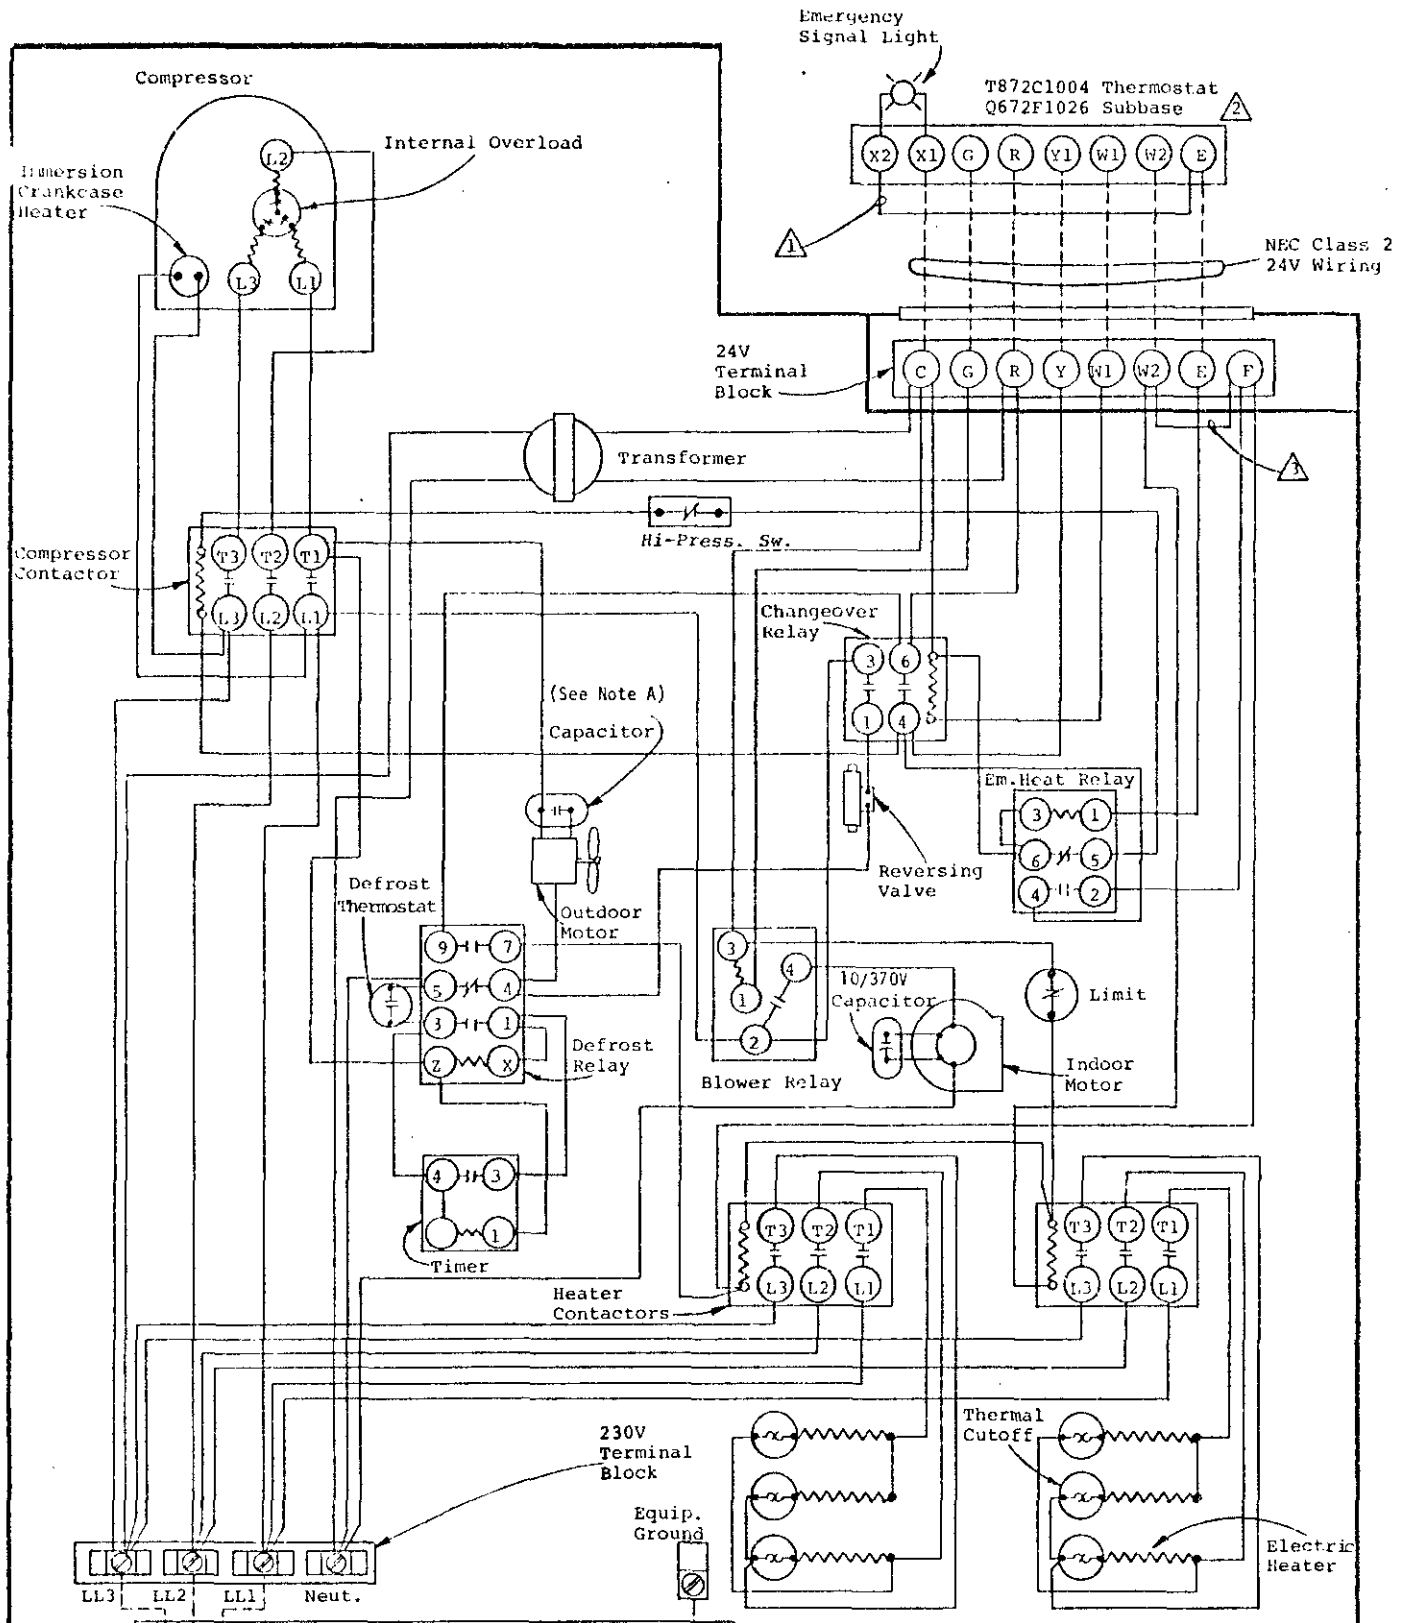 Emergency
Signal Light
Compressor
T872C1004 Thermostat
Q672F1026 Subbase
2
X2 X1 G R Y1 W1 W2 E
Internal Overload
L2
Immersion
Crankcase
Heater
L3 L1
1
NEC Class 2
24V Wiring
24V
Terminal
Block
C G R Y W1 W2 E F
Transformer
3
Hi-Press. Sw.
Compressor
Contactor
T3 T2 T1
L3 L2 L1
Changeover
Relay
3 6
1 4
(See Note A)
Capacitor
Em.Heat Relay
3 1
6 5
4 2
Reversing
Valve
Defrost
Thermostat
Outdoor
Motor
9 7
5 4
3 1
Z X
Defrost
Relay
3
4
1
2
Blower Relay
10/370V
Capacitor
Limit
Indoor
Motor
4 3
1
Timer
T3 T2 T1
L3 L2 L1
T3 T2 T1
L3 L2 L1
Heater
Contactors
230V
Terminal
Block
Thermal
Cutoff
Equip.
Ground
Electric
Heater
LL3 LL2 LL1 Neut.